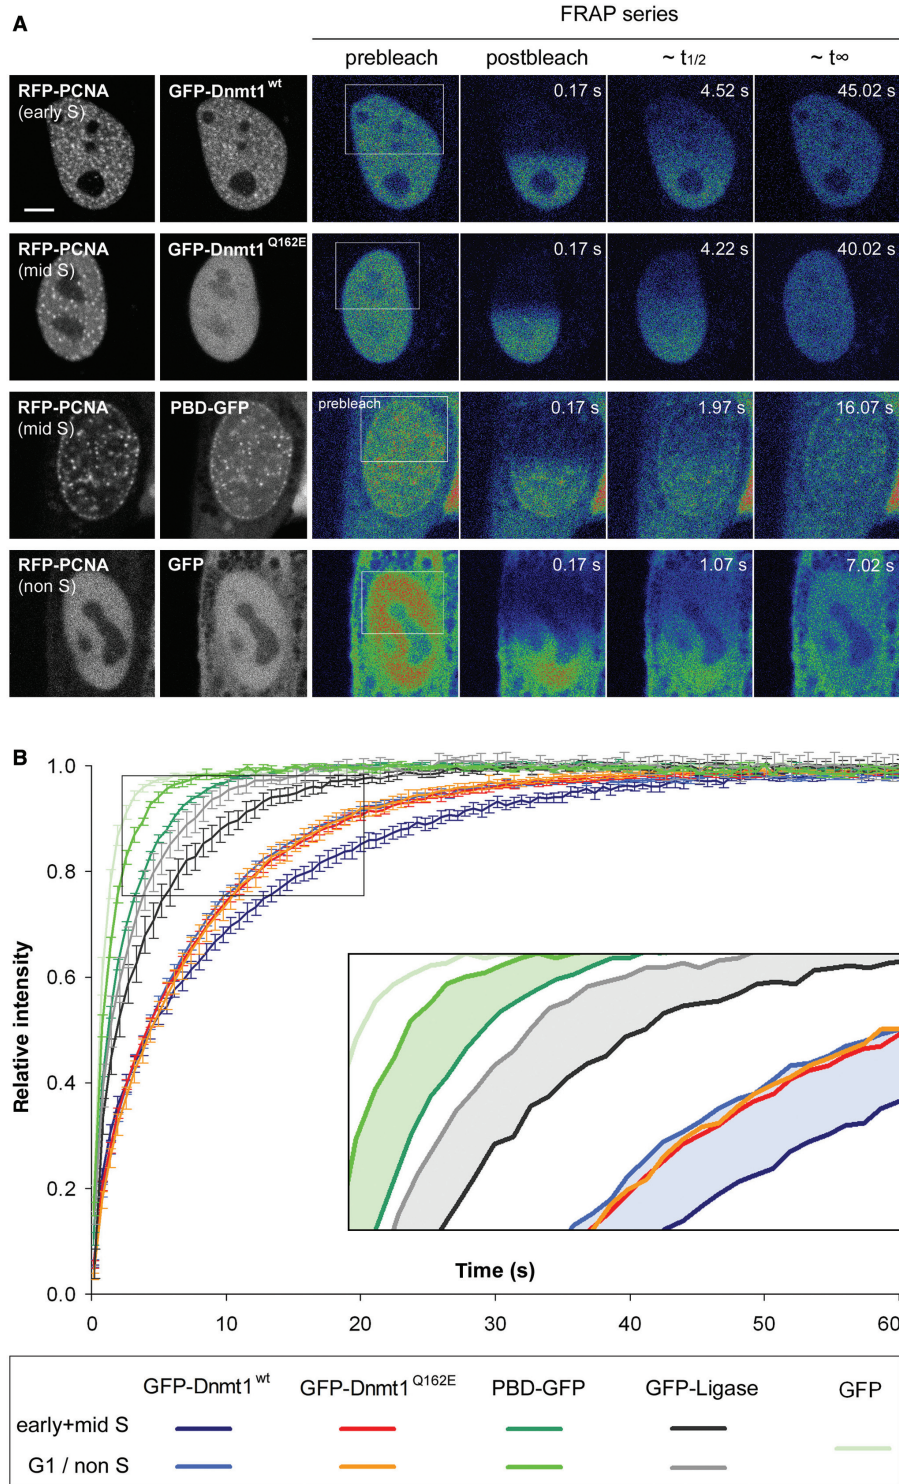 A
FRAP series
prebleach postbleach ~ t1/2 ~ t∞
RFP-PCNA
(early S)
GFP-Dnmt1wt
0.17 s
4.52 s
45.02 s
RFP-PCNA
(mid S)
GFP-Dnmt1Q162E
0.17 s
4.22 s
40.02 s
RFP-PCNA
(mid S)
PBD-GFP
prebleach
0.17 s
1.97 s
16.07 s
RFP-PCNA
(non S)
GFP
0.17 s
1.07 s
7.02 s
B
1.0
0.8
0.6
0.4
0.2
0.0
Relative intensity
Time (s)
0 10 20 30 40 50 60
GFP-Dnmt1wt GFP-Dnmt1Q162E PBD-GFP GFP-Ligase GFP
early+mid S
G1 / non S